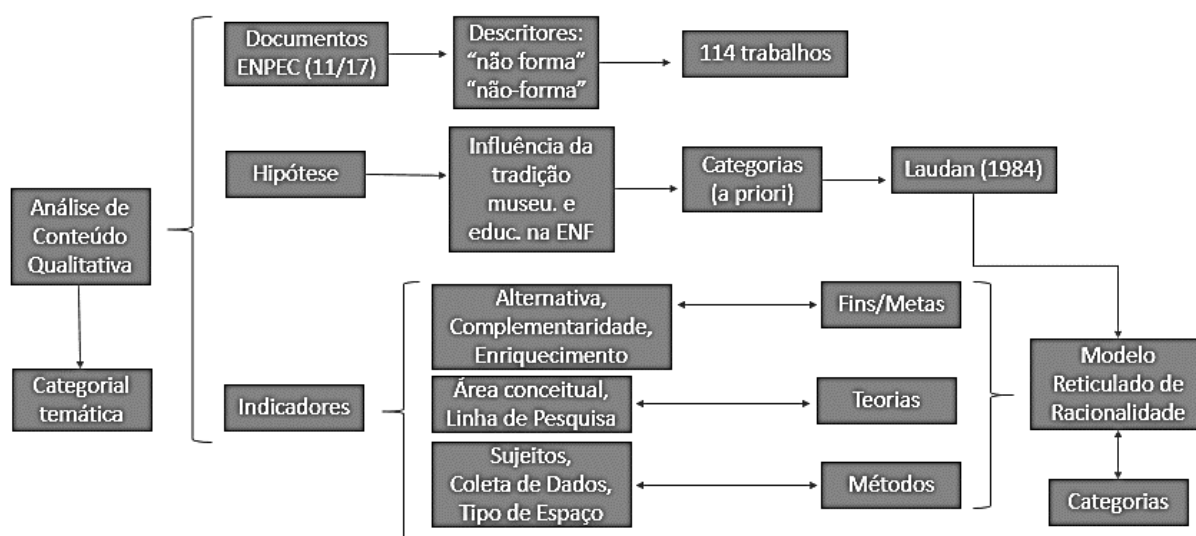 Análise de
Conteúdo
Qualitativa
Categorial
temática
Documentos
ENPEC (11/17)
Descritores:
“não forma”
“não-forma”
114 trabalhos
Hipótese
Influência da
tradição
museu. e
educ. na ENF
Categorias
(a priori)
Laudan (1984)
Indicadores
Alternativa,
Complementaridade,
Enriquecimento
Fins/Metas
Área conceitual,
Linha de Pesquisa
Teorias
Sujeitos,
Coleta de Dados,
Tipo de Espaço
Métodos
Modelo
Reticulado de
Racionalidade
Categorias